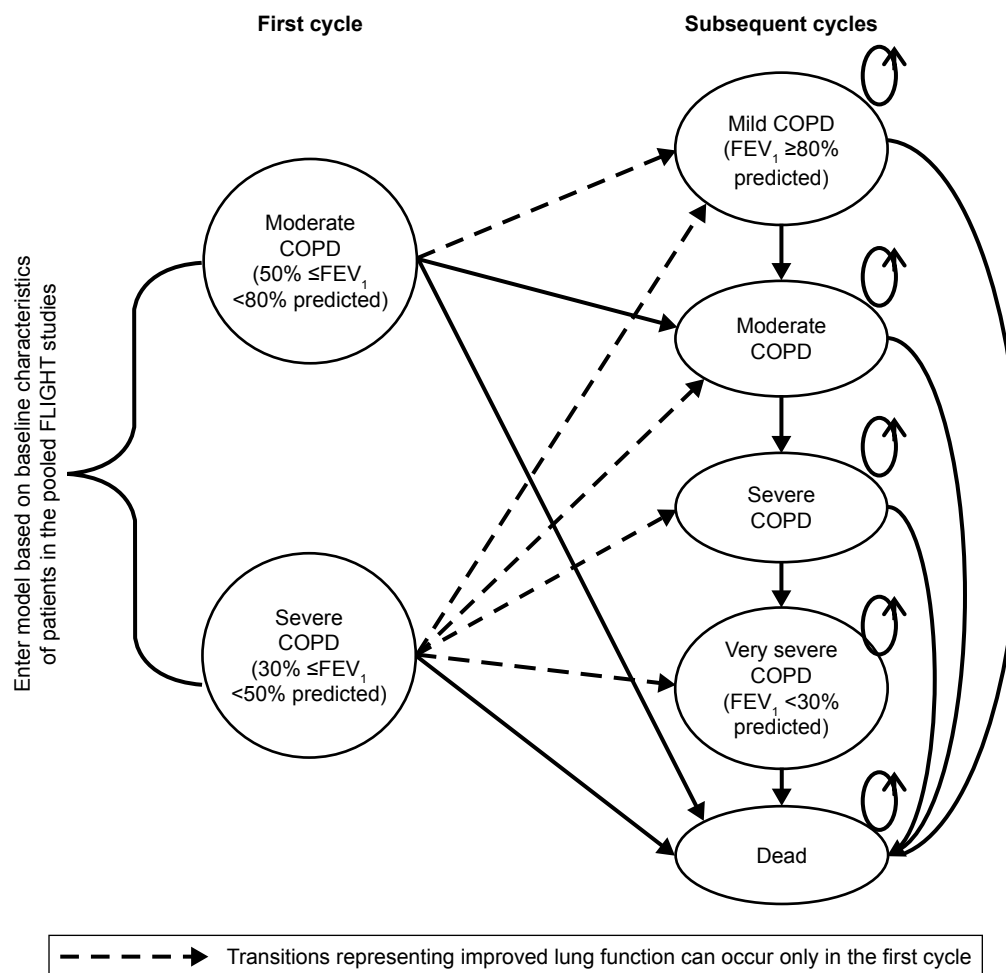 First cycle
Subsequent cycles
Enter model based on baseline characteristics
of patients in the pooled FLIGHT studies
Moderate
COPD
(50% ≤FEV₁
<80% predicted)
Severe
COPD
(30% ≤FEV₁
<50% predicted)
Mild COPD
(FEV₁ ≥80%
predicted)
Moderate
COPD
Severe
COPD
Very severe
COPD
(FEV₁ <30%
predicted)
Dead
Transitions representing improved lung function can occur only in the first cycle